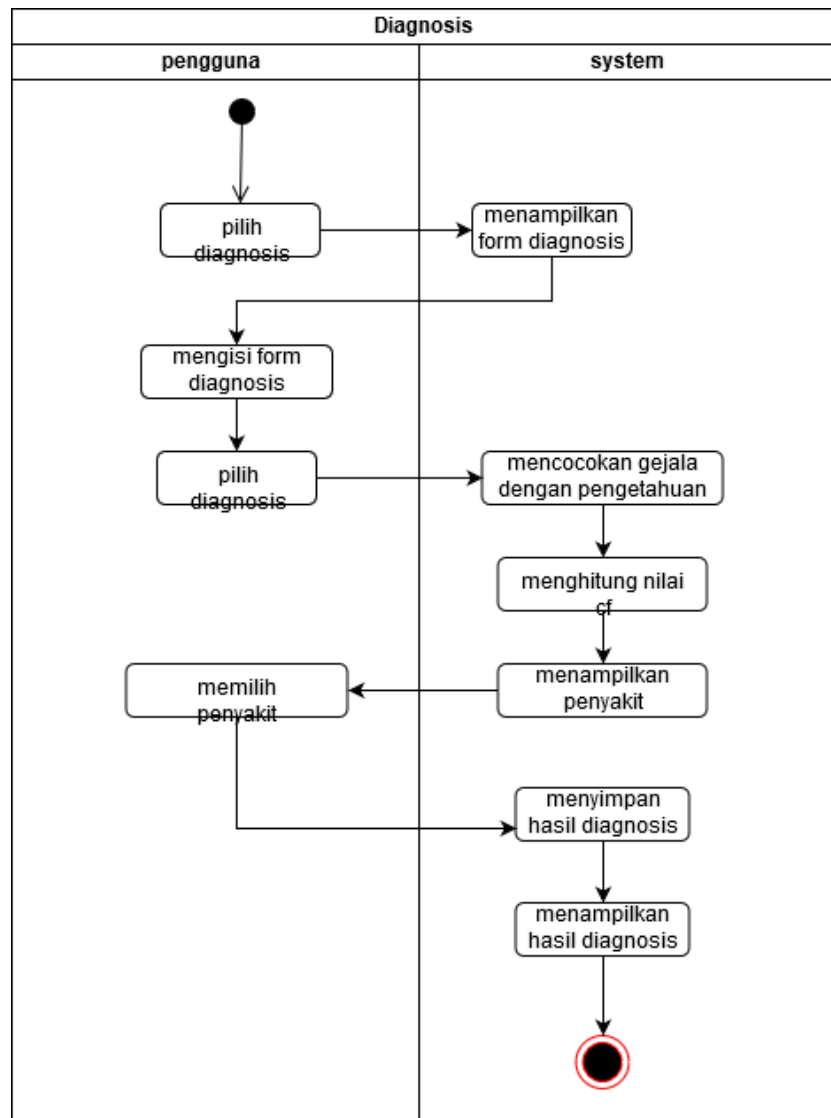 Diagnosis
pengguna
system
pilih
diagnosis
menampilkan
form diagnosis
mengisi form
diagnosis
pilih
diagnosis
mencocokan gejala
dengan pengetahuan
menghitung nilai
cf
menampilkan
penyakit
memilih
penyakit
menyimpan
hasil diagnosis
menampilkan
hasil diagnosis